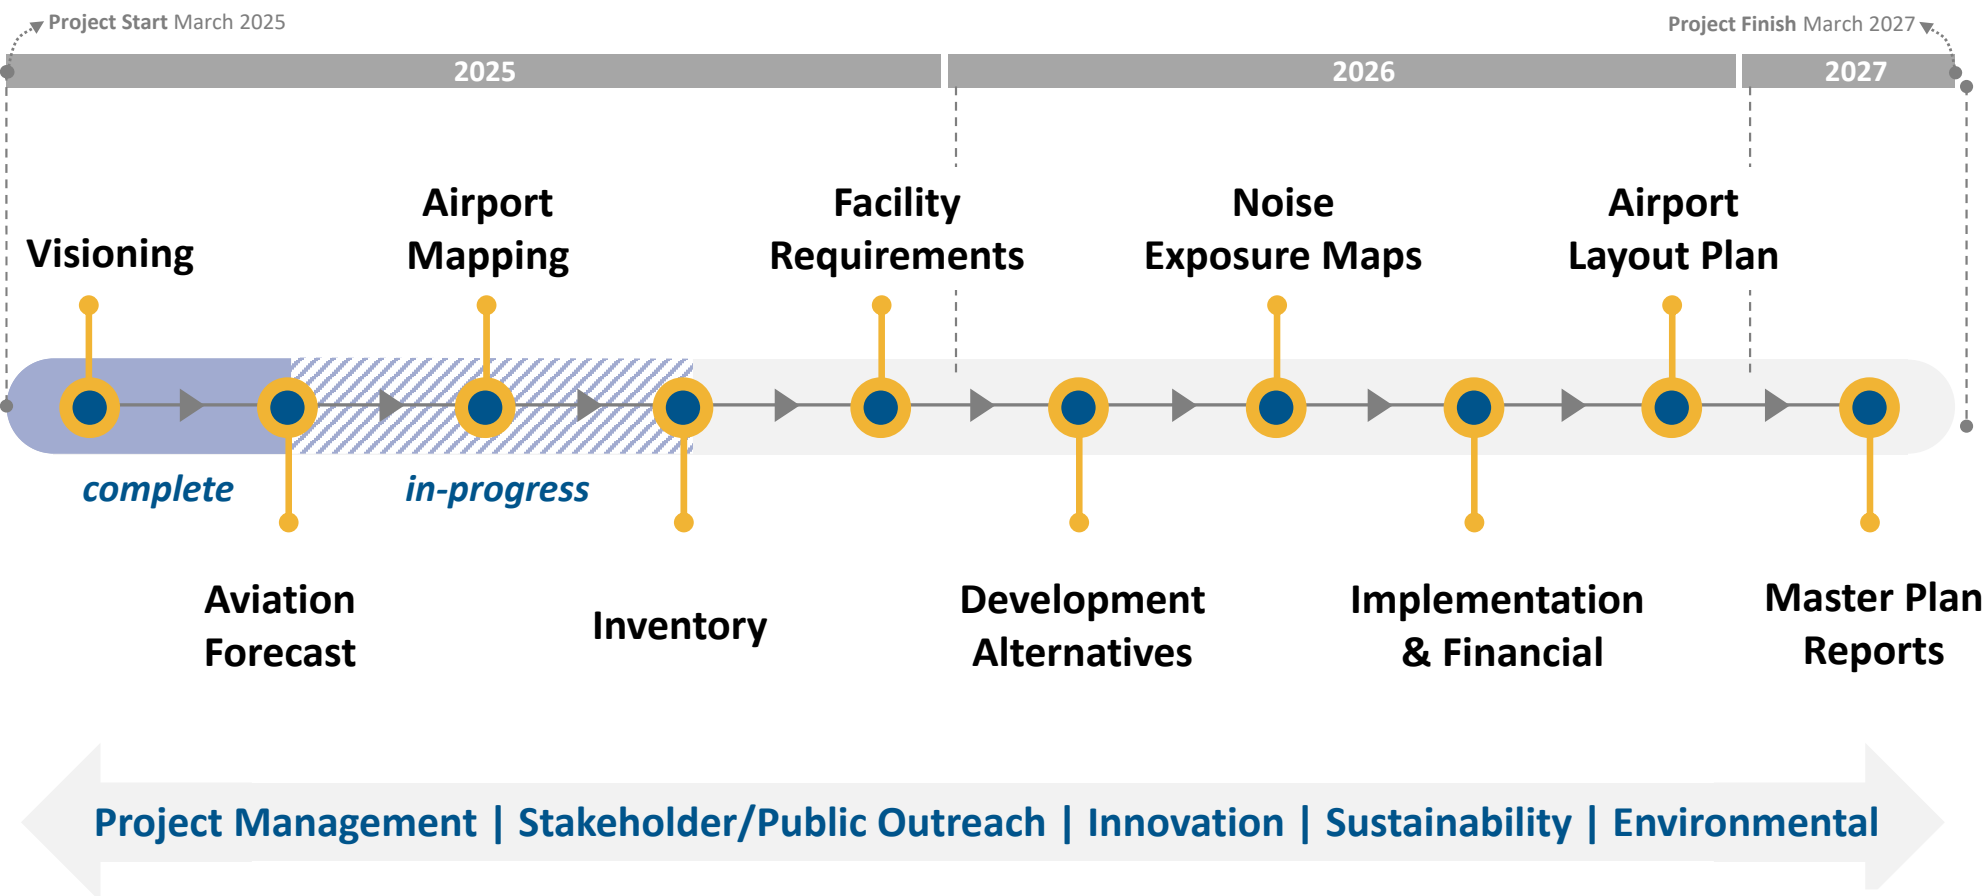 Project Start March 2025
Project Finish March 2027
2025
2026
2027
Visioning
Airport
Mapping
Facility
Requirements
Noise
Exposure Maps
Airport
Layout Plan
complete
in-progress
Aviation
Forecast
Inventory
Development
Alternatives
Implementation
& Financial
Master Plan
Reports
Project Management | Stakeholder/Public Outreach | Innovation | Sustainability | Environmental